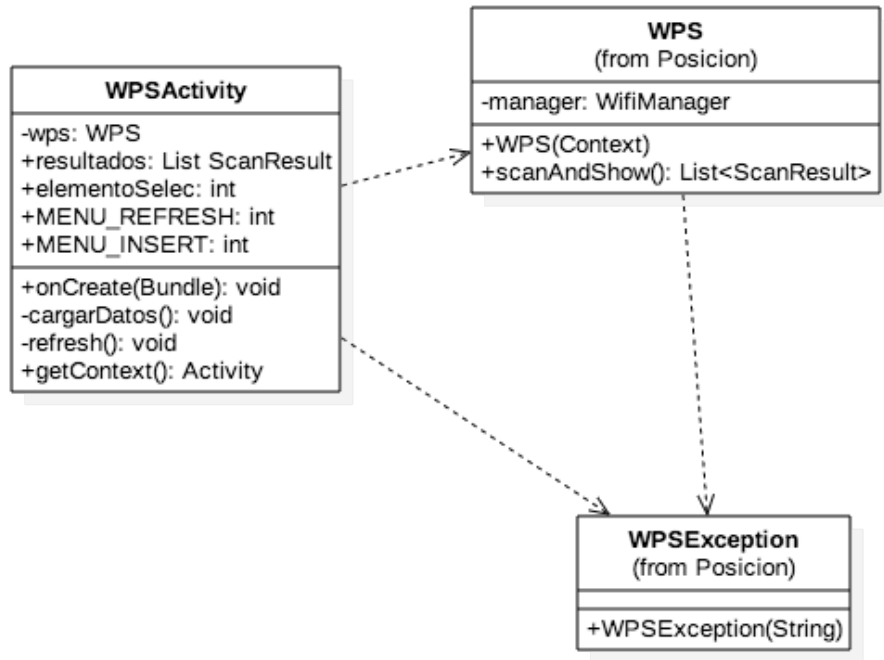 WPSActivity
-wps: WPS
+resultados: List ScanResult
+elementoSelec: int
+MENU_REFRESH: int
+MENU_INSERT: int
+onCreate(Bundle): void
-cargarDatos(): void
-refresh(): void
+getContext(): Activity
WPS
(from Posicion)
-manager: WifiManager
+WPS(Context)
+scanAndShow(): List<ScanResult>
WPSException
(from Posicion)
+WPSException(String)